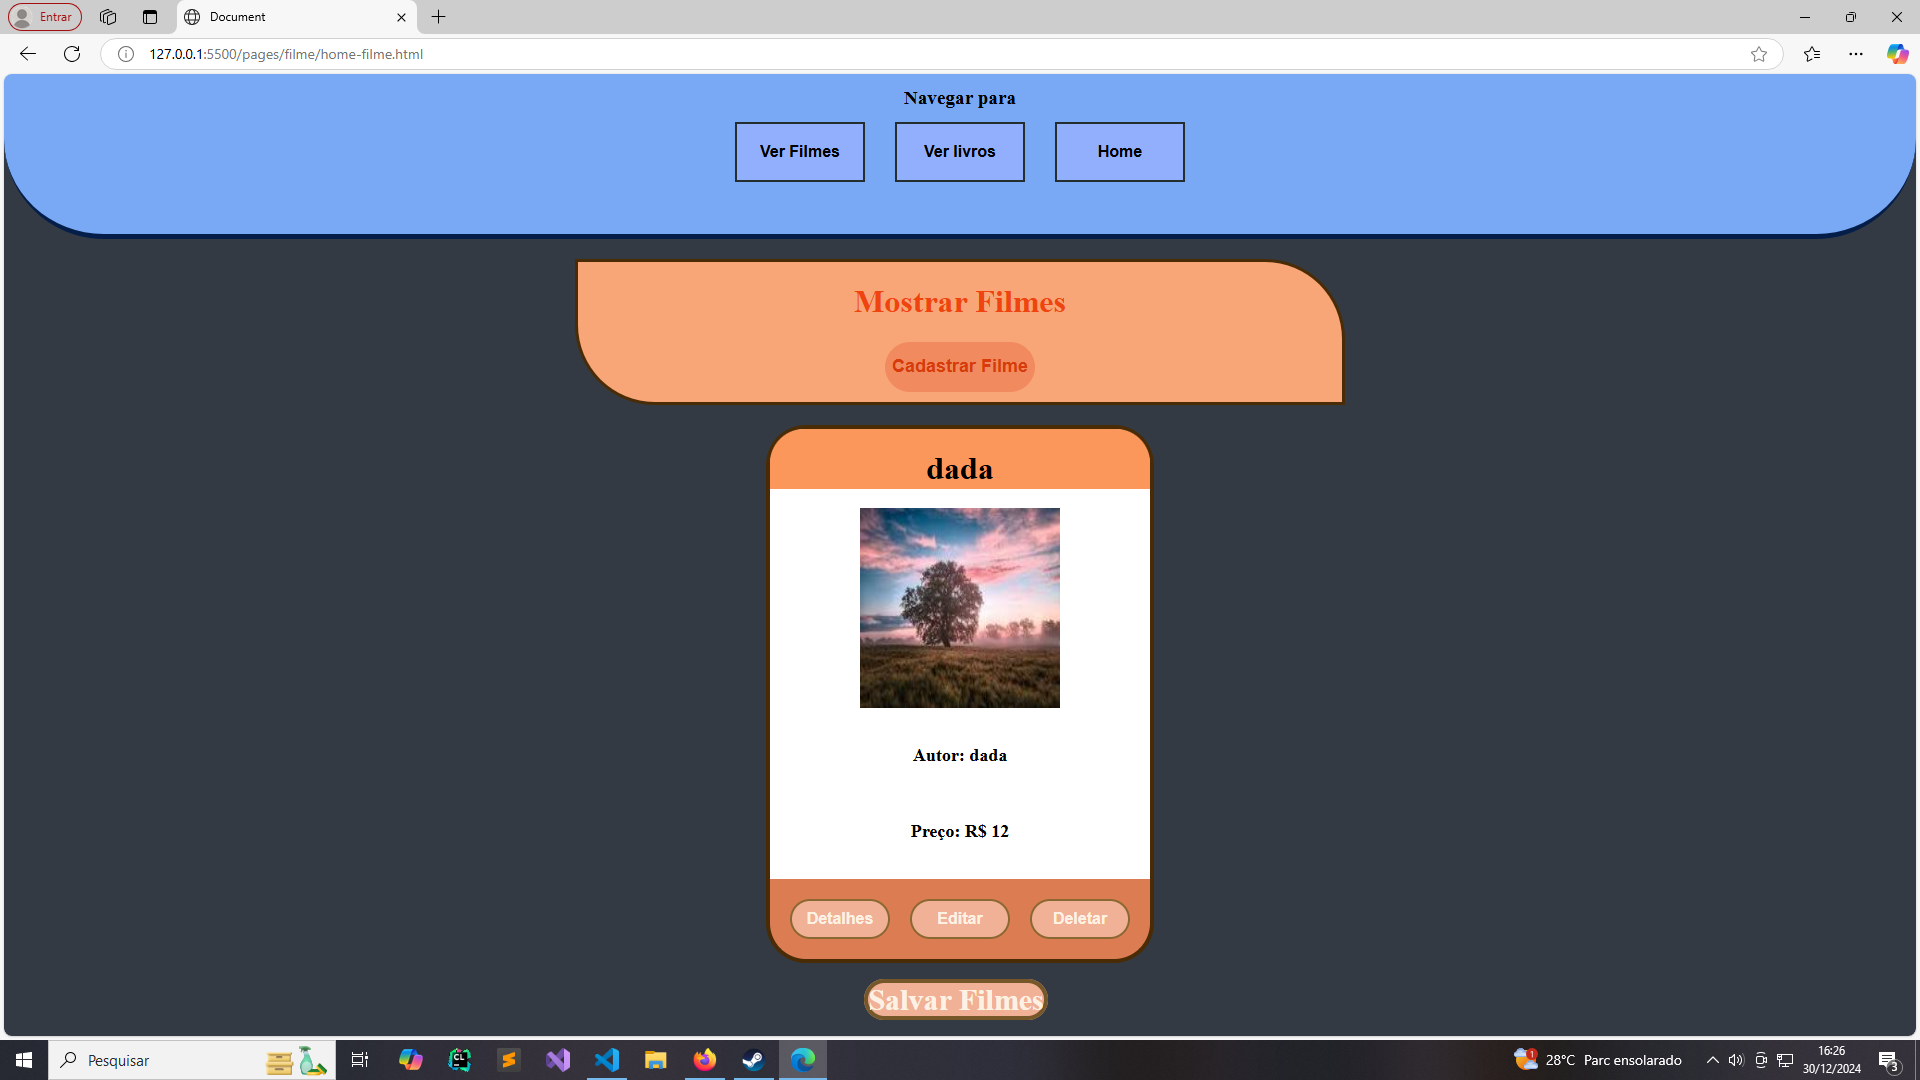 Entrar
Document
127.0.0.1:5500/pages/filme/home-filme.html
Navegar para
Ver Filmes
Ver livros
Home
Mostrar Filmes
Cadastrar Filme
dada
Autor: dada
Preço: R$ 12
Detalhes
Editar
Deletar
Salvar Filmes
Pesquisar
CL
1
28°C Parc ensolarado
16:26
30/12/2024
3